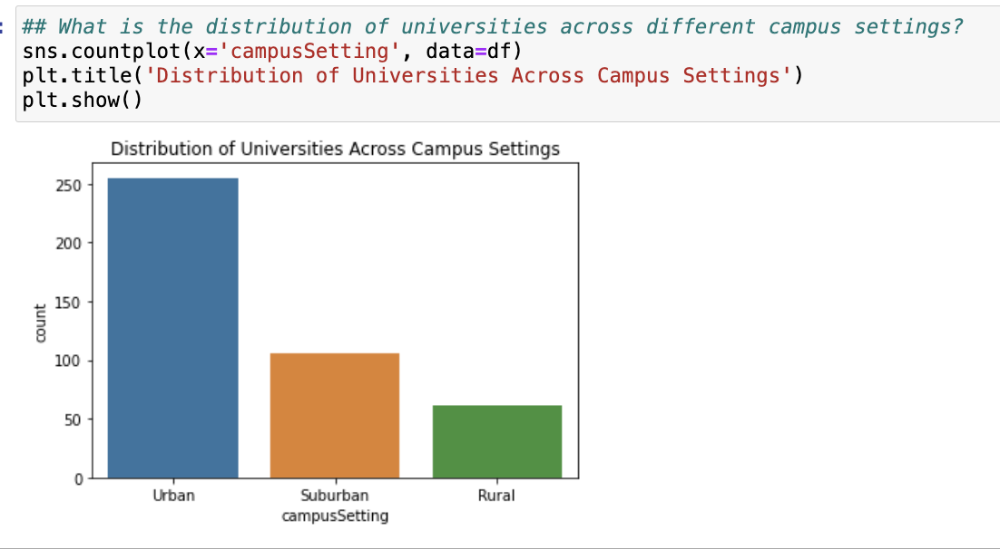 ## What is the distribution of universities across different campus settings?
sns.countplot(x='campusSetting', data=df)
plt.title('Distribution of Universities Across Campus Settings')
plt.show()
Distribution of Universities Across Campus Settings
250
200
150
100
50
0
count
Urban Suburban Rural
campusSetting